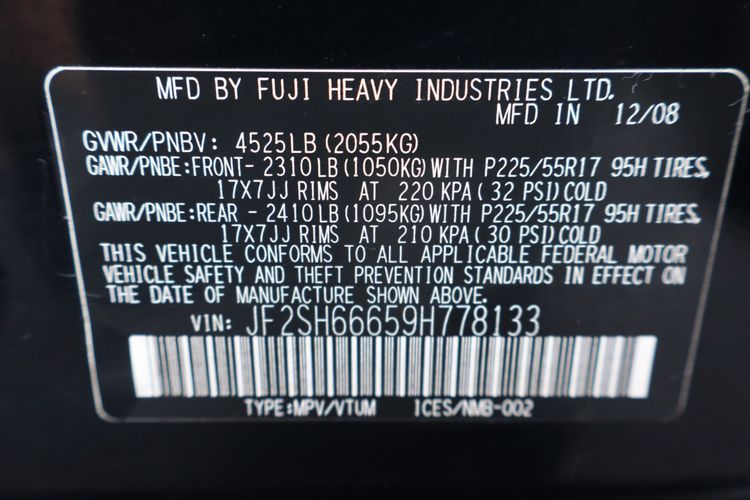 MFD BY FUJI HEAVY INDUSTRIES LTD.
MFD IN 12/08
GVWR/PNBV: 4525LB (2055KG)
GAWR/PNBE: FRONT- 2310 LB (1050KG) WITH P225/55R17 95H TIRES,
17X7JJ RIMS AT 220 KPA ( 32 PSI) COLD
GAWR/PNBE: REAR - 2410 LB (1095KG) WITH P225/55R17 95H TIRES,
17X7JJ RIMS AT 210 KPA ( 30 PSI) COLD
THIS VEHICLE CONFORMS TO ALL APPLICABLE FEDERAL MOTOR
VEHICLE SAFETY AND THEFT PREVENTION STANDARDS IN EFFECT ON
THE DATE OF MANUFACTURE SHOWN ABOVE.
VIN: JF2SH66659H778133
TYPE:MPV/VTUM ICES/NMB-002